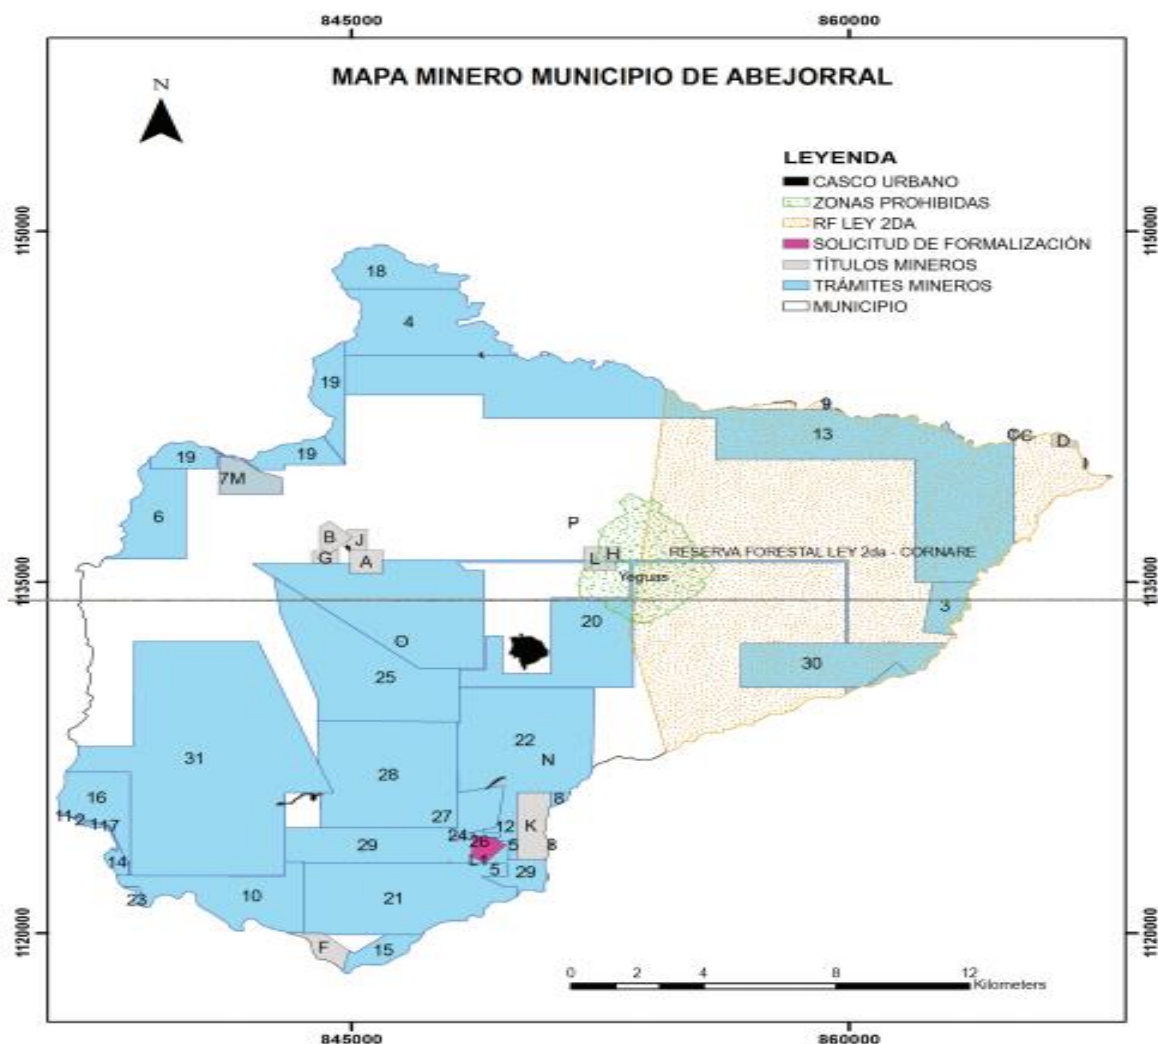 845000 860000
MAPA MINERO MUNICIPIO DE ABEJORRAL
N
LEYENDA
CASCO URBANO
ZONAS PROHIBIDAS
RF LEY 2DA
SOLICITUD DE FORMALIZACIÓN
TÍTULOS MINEROS
TRÁMITES MINEROS
MUNICIPIO
1150000 1150000
18
4
19
9
13
D
19 19
7M
6
P
B J
G A
L H
RESERVA FORESTAL LEY 2da - CORNARE
Yeguas
1135000 1135000
3
20
O
30
25
22
31
N
28
16
8
27
K
12
24
26
29
5 8
14
5 29
10
21
23
F
15
1120000 1120000
0 2 4 8 12
Kilometers
845000 860000